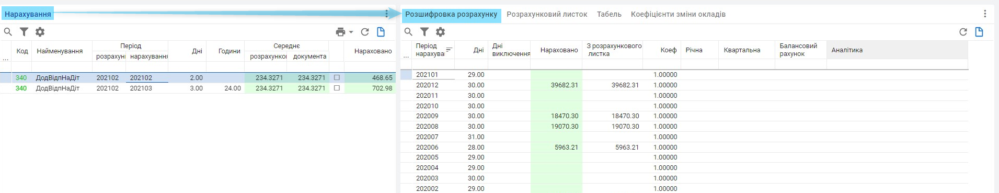 Нарахування
Розшифровка розрахунку Розрахунковий листок Табель Коефіцієнти зміни окладів
... Код Найменування Період Дні Години Середнє Нараховано
розрахуні нарахування розрахунков документа
340 ДодВідпНаДіт 202102 202102 2.00 234.3271 234.3271 468.65
340 ДодВідпНаДіт 202102 202103 3.00 24.00 234.3271 234.3271 702.98
... Період нарахува Дні Дні виключення Нараховано З розрахункового листка Коеф Річна Квартальна Балансовий рахунок Аналітика
202101 29.00 1.00000
202012 30.00 39682.31 39682.31 1.00000
202011 30.00 1.00000
202010 30.00 1.00000
202009 30.00 18470.30 18470.30 1.00000
202008 30.00 19070.30 19070.30 1.00000
202007 31.00 1.00000
202006 28.00 5963.21 5963.21 1.00000
202005 29.00 1.00000
202004 29.00 1.00000
202003 30.00 1.00000
202002 29.00 1.00000